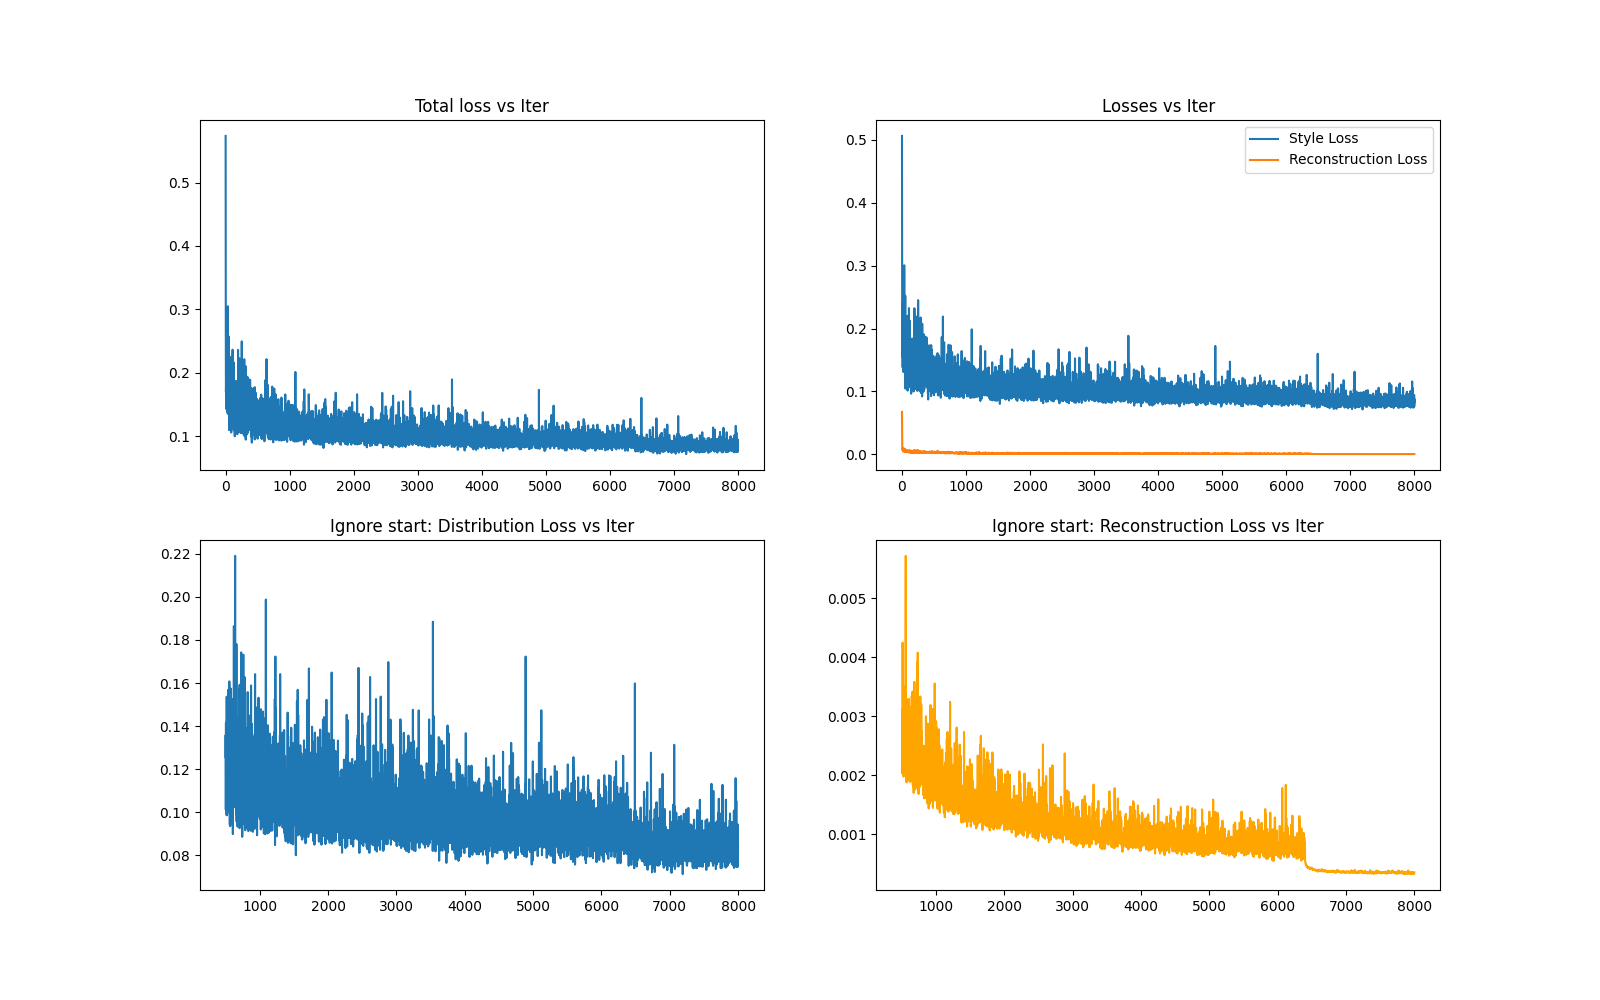 Total loss vs Iter
0.5
0.4
0.3
0.2
0.1
0 1000 2000 3000 4000 5000 6000 7000 8000
Losses vs Iter
Style Loss
Reconstruction Loss
0.5
0.4
0.3
0.2
0.1
0.0
0 1000 2000 3000 4000 5000 6000 7000 8000
Ignore start: Distribution Loss vs Iter
0.22
0.20
0.18
0.16
0.14
0.12
0.10
0.08
1000 2000 3000 4000 5000 6000 7000 8000
Ignore start: Reconstruction Loss vs Iter
0.005
0.004
0.003
0.002
0.001
1000 2000 3000 4000 5000 6000 7000 8000